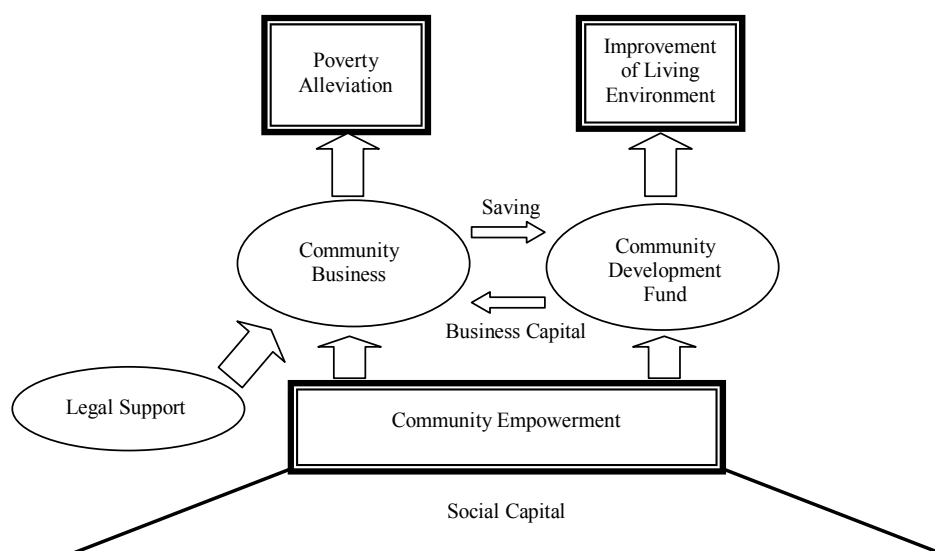 Poverty
Alleviation
Improvement
of Living
Environment
Saving
Community
Business
Community
Development
Fund
Business Capital
Legal Support
Community Empowerment
Social Capital